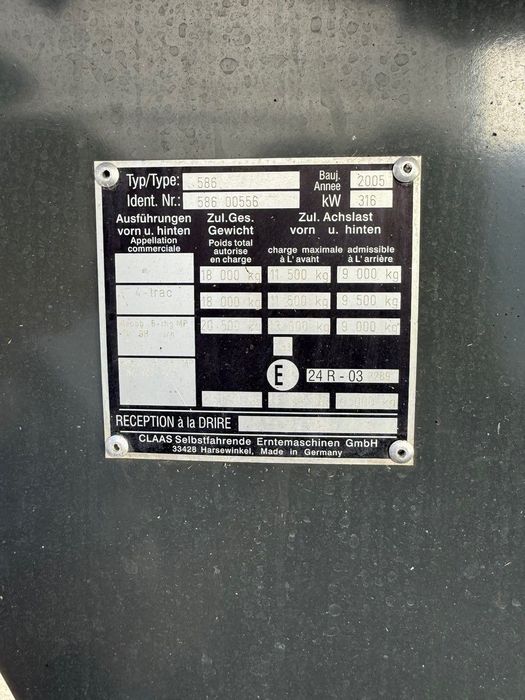 Typ/Type: 586 Bauj. Annee 2005
Ident. Nr.: 586 00556 kW 316
Ausführungen vorn u. hinten Zul.Ges. Gewicht Zul. Achslast vorn u. hinten
Appellation commerciale Poids total autorise en charge charge maximale admissible à L'avant à L'arrière
18 000 kg 11 500 kg 9 000 kg
4-trac 18 000 kg 11 500 kg 9 500 kg
20 500 kg 9 000 kg
E 24 R - 03
RECEPTION à la DRIRE
CLAAS Selbstfahrende Erntemaschinen GmbH
33428 Harsewinkel, Made in Germany